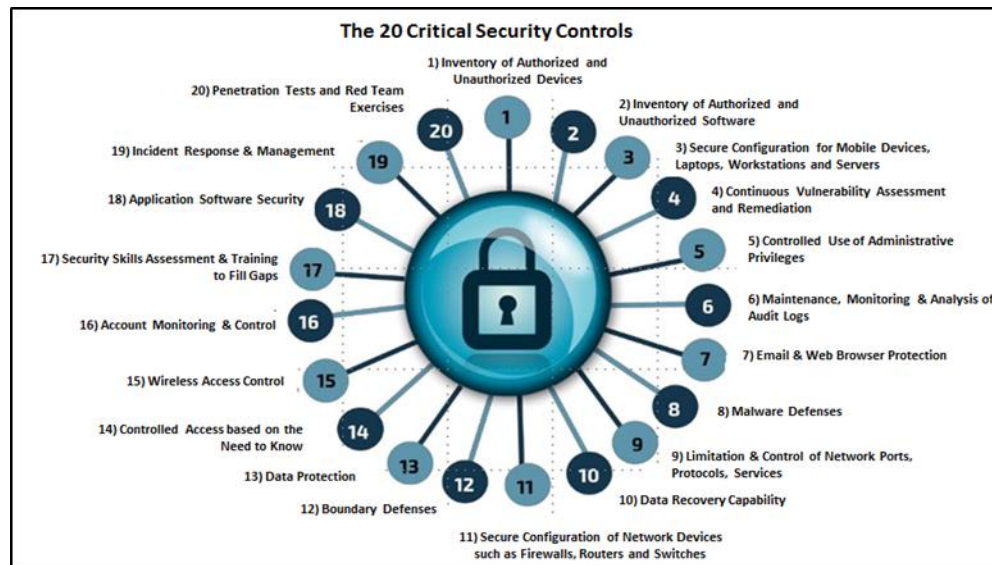 The 20 Critical Security Controls
1) Inventory of Authorized and
Unauthorized Devices
2) Inventory of Authorized and
Unauthorized Software
3) Secure Configuration for Mobile Devices,
Laptops, Workstations and Servers
4) Continuous Vulnerability Assessment
and Remediation
5) Controlled Use of Administrative
Privileges
6) Maintenance, Monitoring & Analysis of
Audit Logs
7) Email & Web Browser Protection
8) Malware Defenses
9) Limitation & Control of Network Ports,
Protocols, Services
10) Data Recovery Capability
11) Secure Configuration of Network Devices
such as Firewalls, Routers and Switches
12) Boundary Defenses
13) Data Protection
14) Controlled Access based on the
Need to Know
15) Wireless Access Control
16) Account Monitoring & Control
17) Security Skills Assessment & Training
to Fill Gaps
18) Application Software Security
19) Incident Response & Management
20) Penetration Tests and Red Team
Exercises
1
2
3
4
5
6
7
8
9
10
11
12
13
14
15
16
17
18
19
20